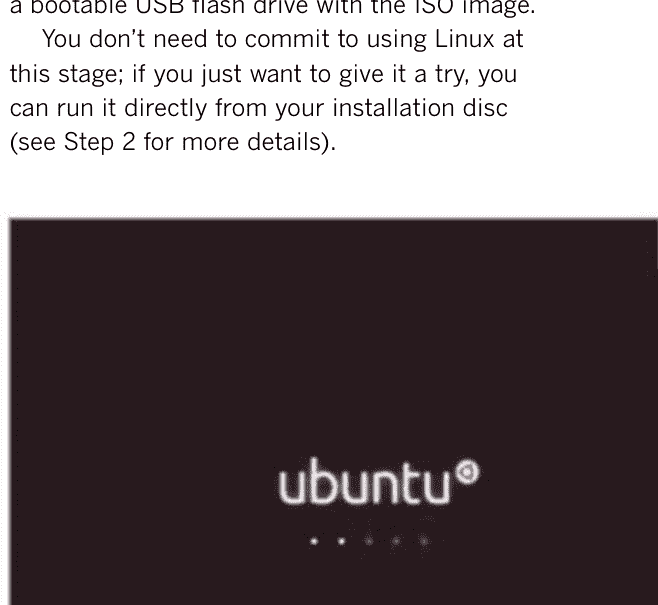 a bootable USB flash drive with the ISO image.
You don't need to commit to using Linux at
this stage; if you just want to give it a try, you
can run it directly from your installation disc
(see Step 2 for more details).
ubuntu